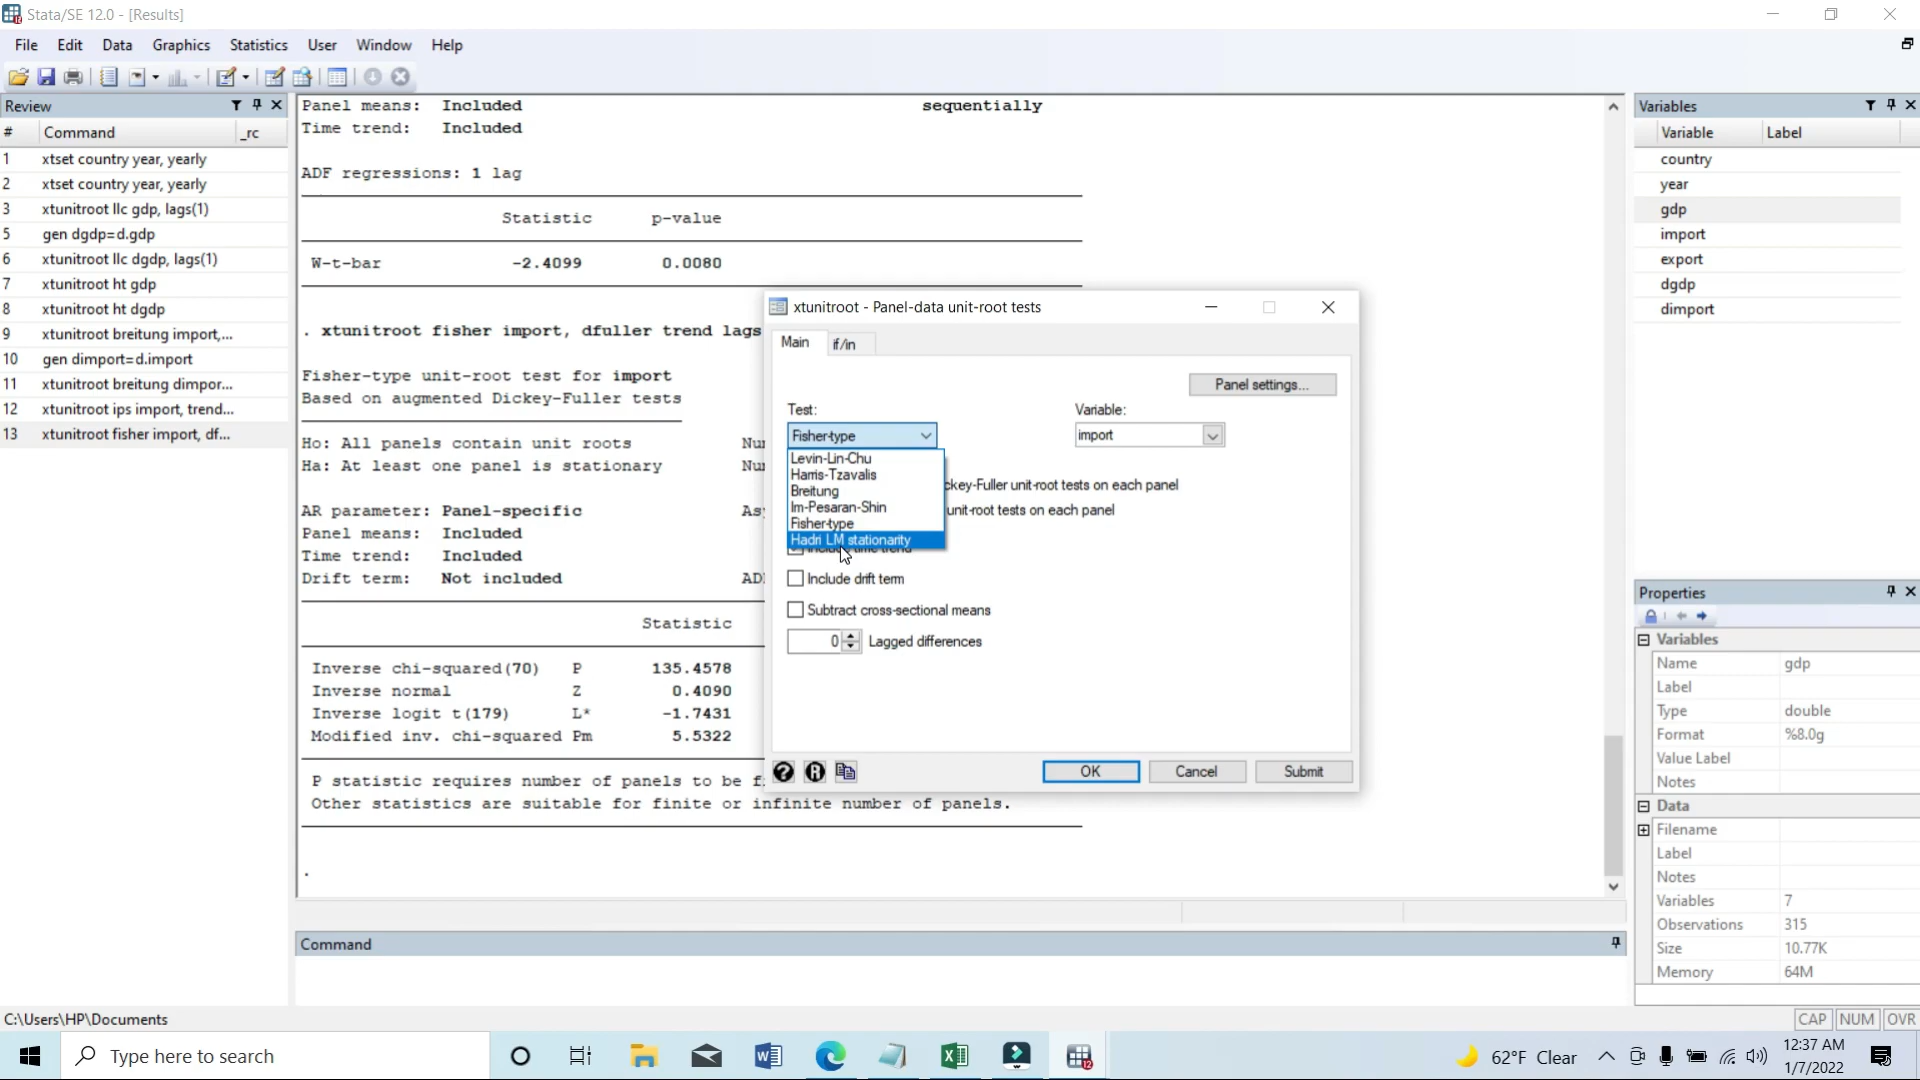 Stata/SE 12.0 - [Results]
File Edit Data Graphics Statistics User Window Help
Review
# Command _rc
1 xtset country year, yearly
2 xtset country year, yearly
3 xtunitroot llc gdp, lags(1)
5 gen dgdp=d.gdp
6 xtunitroot llc dgdp, lags(1)
7 xtunitroot ht gdp
8 xtunitroot ht dgdp
9 xtunitroot breitung import,...
10 gen dimport=d.import
11 xtunitroot breitung dimpor...
12 xtunitroot ips import, trend...
13 xtunitroot fisher import, df...
Panel means: Included sequentially
Time trend: Included
ADF regressions: 1 lag
Statistic p-value
W-t-bar -2.4099 0.0080
. xtunitroot fisher import, dfuller trend lags
Fisher-type unit-root test for import
Based on augmented Dickey-Fuller tests
Ho: All panels contain unit roots
Ha: At least one panel is stationary
AR parameter: Panel-specific
Panel means: Included
Time trend: Included
Drift term: Not included
Statistic
Inverse chi-squared(70) P 135.4578
Inverse normal Z 0.4090
Inverse logit t(179) L* -1.7431
Modified inv. chi-squared Pm 5.5322
P statistic requires number of panels to be
Other statistics are suitable for finite or infinite number of panels.
.
xtunitroot - Panel-data unit-root tests
Main if/in
Panel settings...
Test: Variable:
Fisher-type import
Levin-Lin-Chu
Harris-Tzavalis
Breitung
Im-Pesaran-Shin
Fisher-type
Hadri LM stationarity
unit-root tests on each panel
unit-root tests on each panel
Include time trend
Include drift term
Subtract cross-sectional means
0 Lagged differences
OK Cancel Submit
Command
Variables
Variable Label
country
year
gdp
import
export
dgdp
dimport
Properties
Variables
Name gdp
Label
Type double
Format %8.0g
Value Label
Notes
Data
Filename
Label
Notes
Variables 7
Observations 315
Size 10.77K
Memory 64M
C:\Users\HP\Documents
CAP NUM OVR
Type here to search
62°F Clear
12:37 AM
1/7/2022